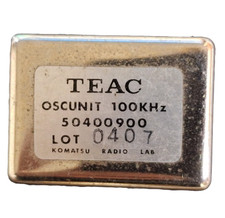 TEAC
OSCUNIT 100KHz
50400900
LOT 0407
KOMATSU RADIO LAB